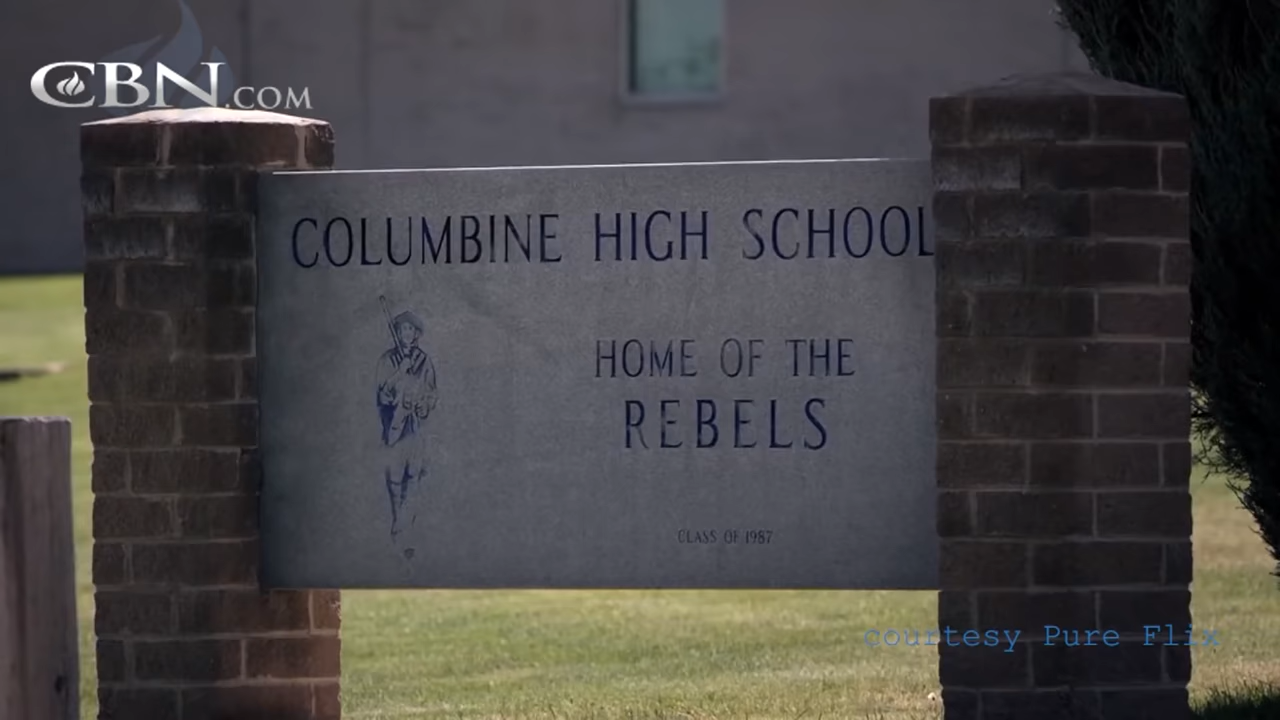 CBN.COM
COLUMBINE HIGH SCHOOL
HOME OF THE
REBELS
CLASS OF 1987
courtesy Pure Flix